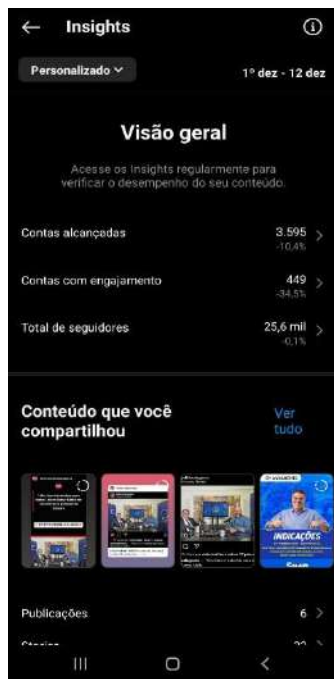 Insights
Personalizado
1º dez - 12 dez
Visão geral
Acesse os Insights regularmente para
verificar o desempenho do seu conteúdo.
Contas alcançadas
3.595
-10,4%
Contas com engajamento
449
-34,5%
Total de seguidores
25,6 mil
-0,1%
Conteúdo que você
compartilhou
Ver
tudo
INDICAÇÕES
Publicações
6
Stories